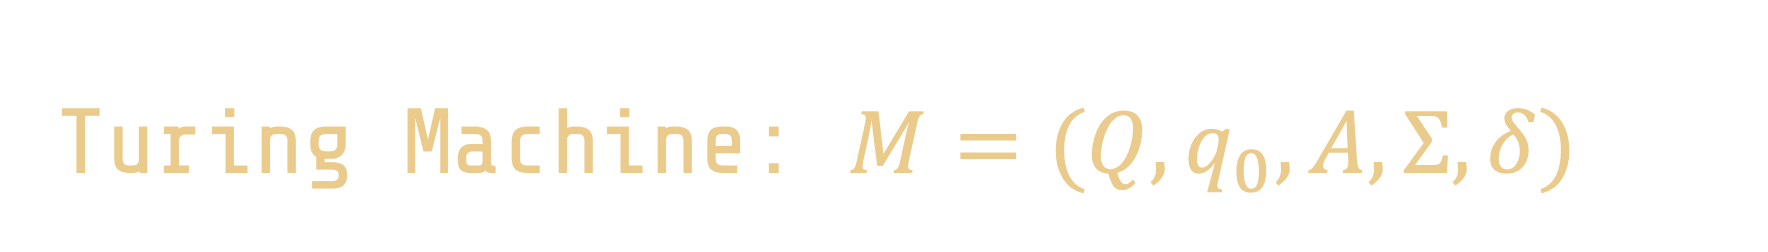 Turing Machine: 𝑀 = (𝑄, 𝑞₀, 𝐴, Σ, 𝛿)